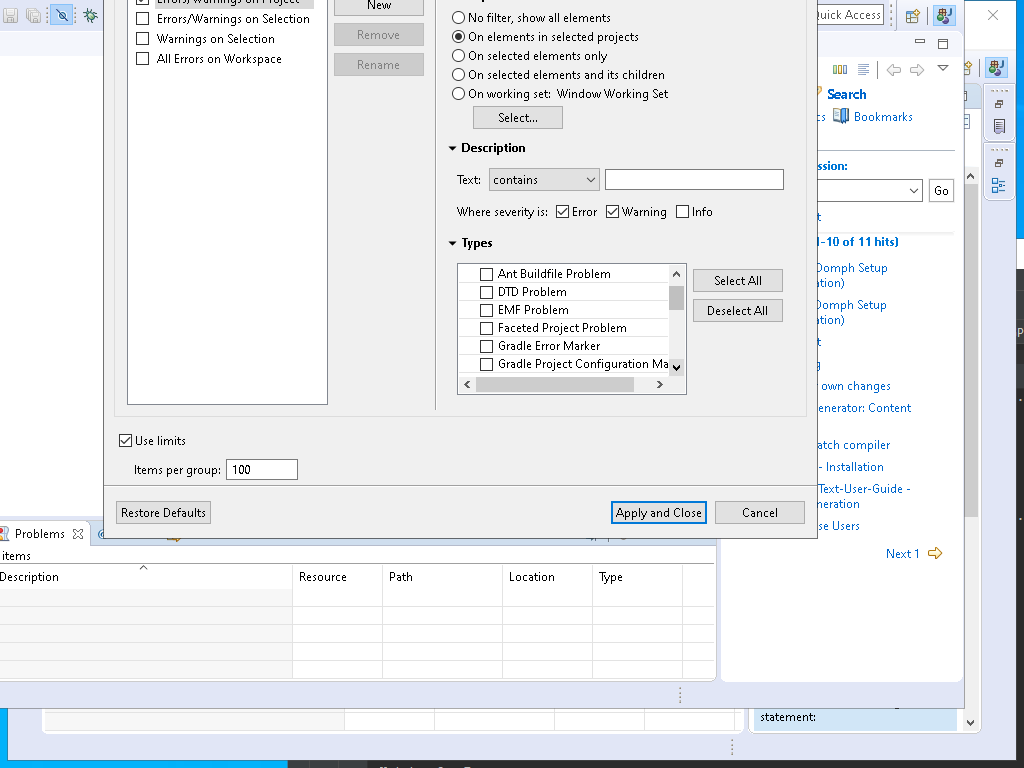 Errors/Warnings on Project
Errors/Warnings on Selection
Warnings on Selection
All Errors on Workspace
New
Remove
Rename
No filter, show all elements
On elements in selected projects
On selected elements only
On selected elements and its children
On working set: Window Working Set
Select...
Description
Text: contains
Where severity is: Error Warning Info
Types
Ant Buildfile Problem
DTD Problem
EMF Problem
Faceted Project Problem
Gradle Error Marker
Gradle Project Configuration Ma
Select All
Deselect All
Use limits
Items per group: 100
Restore Defaults
Apply and Close
Cancel
Quick Access
Search
cs Bookmarks
ssion:
Go
t
1-10 of 11 hits)
Domph Setup
ation)
Domph Setup
ation)
t
g
own changes
enerator: Content
atch compiler
- Installation
Text-User-Guide -
neration
se Users
Next 1
Problems
items
Description Resource Path Location Type
statement: